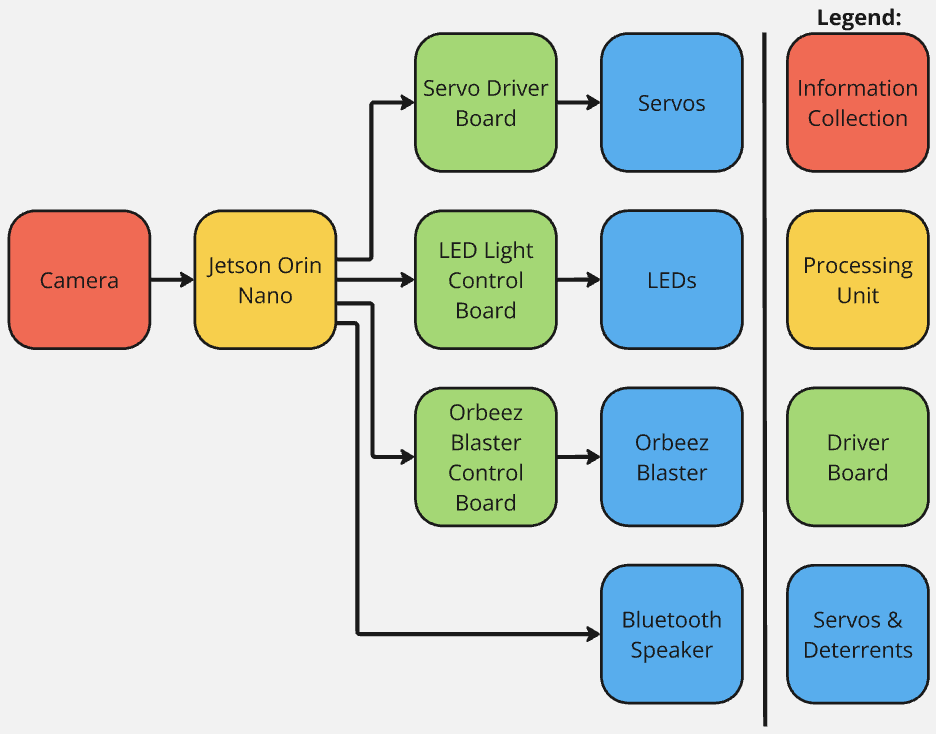 Legend:
Servo Driver
Board
Servos
Information
Collection
Camera
Jetson Orin
Nano
LED Light
Control
Board
LEDs
Processing
Unit
Orbeez
Blaster
Control
Board
Orbeez
Blaster
Driver
Board
Bluetooth
Speaker
Servos &
Deterrents